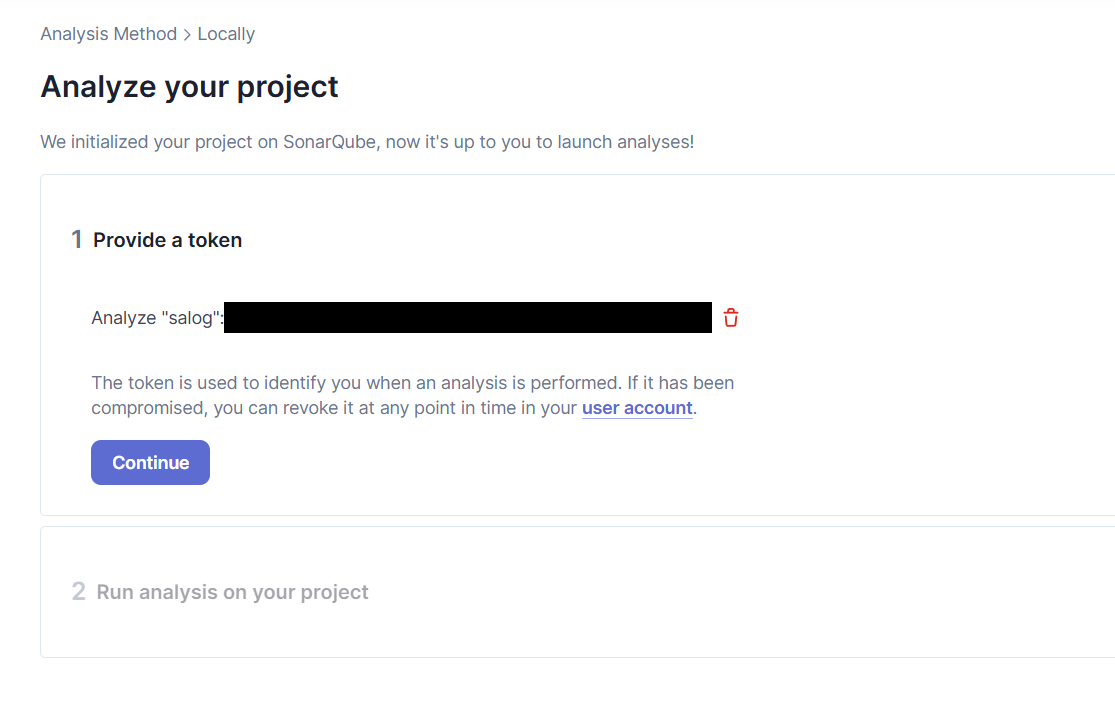 Analysis Method > Locally
Analyze your project
We initialized your project on SonarQube, now it's up to you to launch analyses!
1 Provide a token
Analyze "salog":
The token is used to identify you when an analysis is performed. If it has been
compromised, you can revoke it at any point in time in your user account.
Continue
2 Run analysis on your project